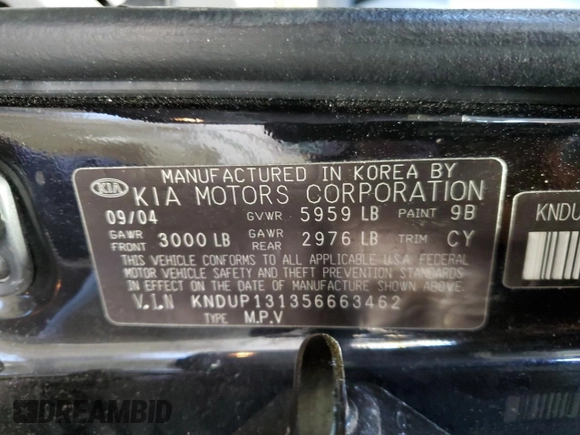 MANUFACTURED IN KOREA BY
KIA KIA MOTORS CORPORATION
09/04 GVWR 5959 LB PAINT 9B
GAWR FRONT 3000 LB GAWR REAR 2976 LB TRIM CY
THIS VEHICLE CONFORMS TO ALL APPLICABLE U.S.A. FEDERAL
MOTOR VEHICLE SAFETY AND THEFT PREVENTION STANDARDS
IN EFFECT ON THE DATE OF MANUFACTURE SHOWN ABOVE.
V.I.N KNDUP131356663462
TYPE M.P.V
KNDU
DREAMBID